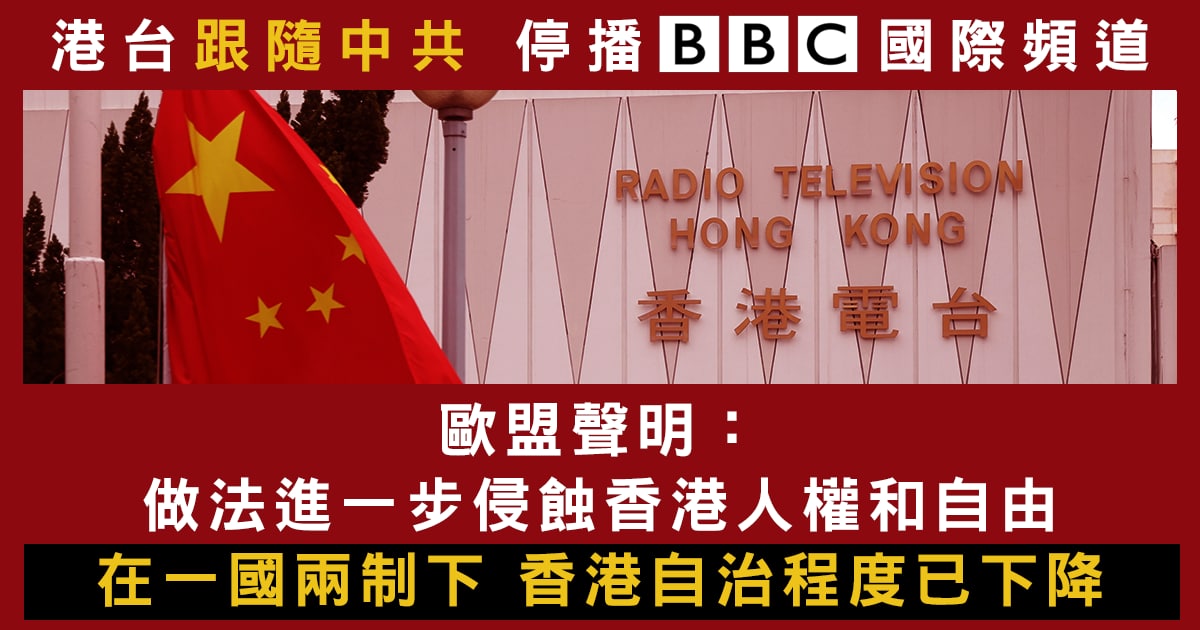 港台跟隨中共 停播BBC國際頻道
RADIO TELEVISION
HONG KONG
香港電台
歐盟聲明：
做法進一步侵蝕香港人權和自由
在一國兩制下 香港自治程度已下降